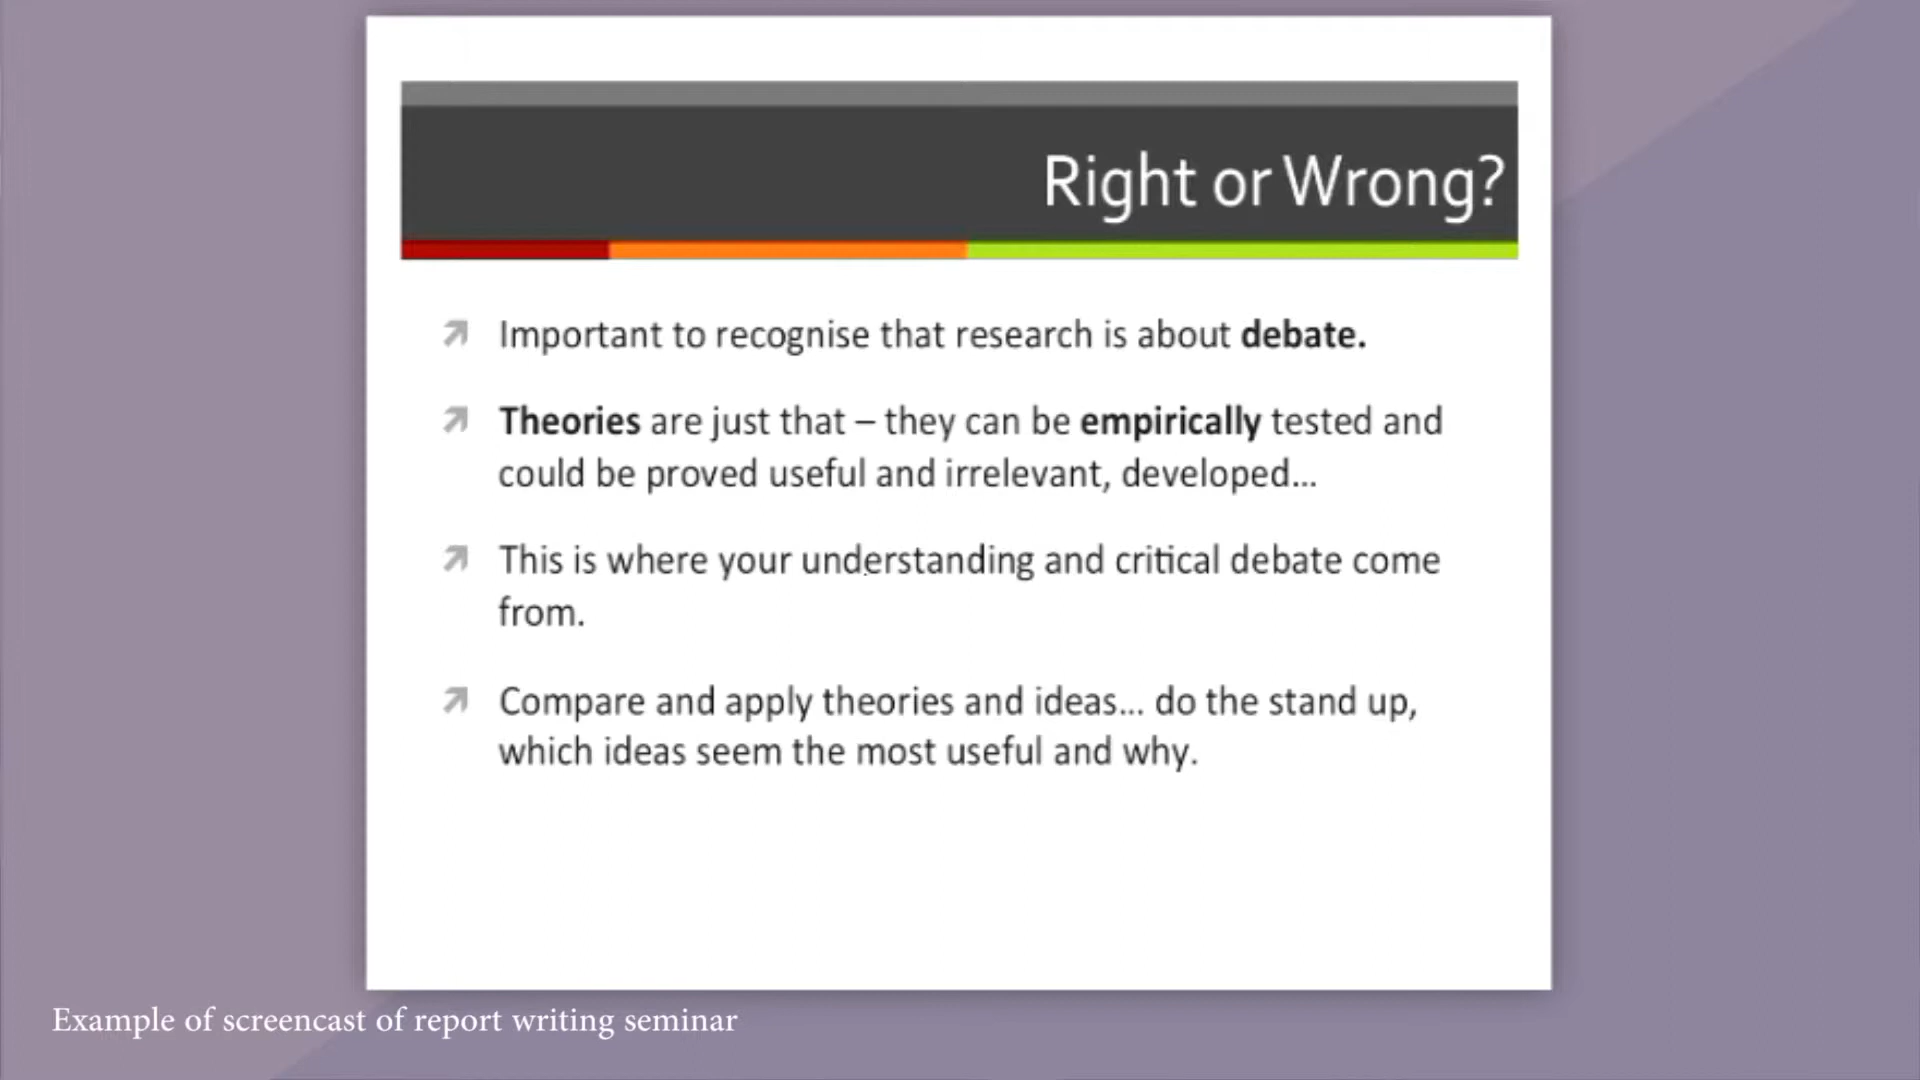 Right or Wrong?
Important to recognise that research is about debate.
Theories are just that – they can be empirically tested and
could be proved useful and irrelevant, developed...
This is where your understanding and critical debate come
from.
Compare and apply theories and ideas... do the stand up,
which ideas seem the most useful and why.
Example of screencast of report writing seminar